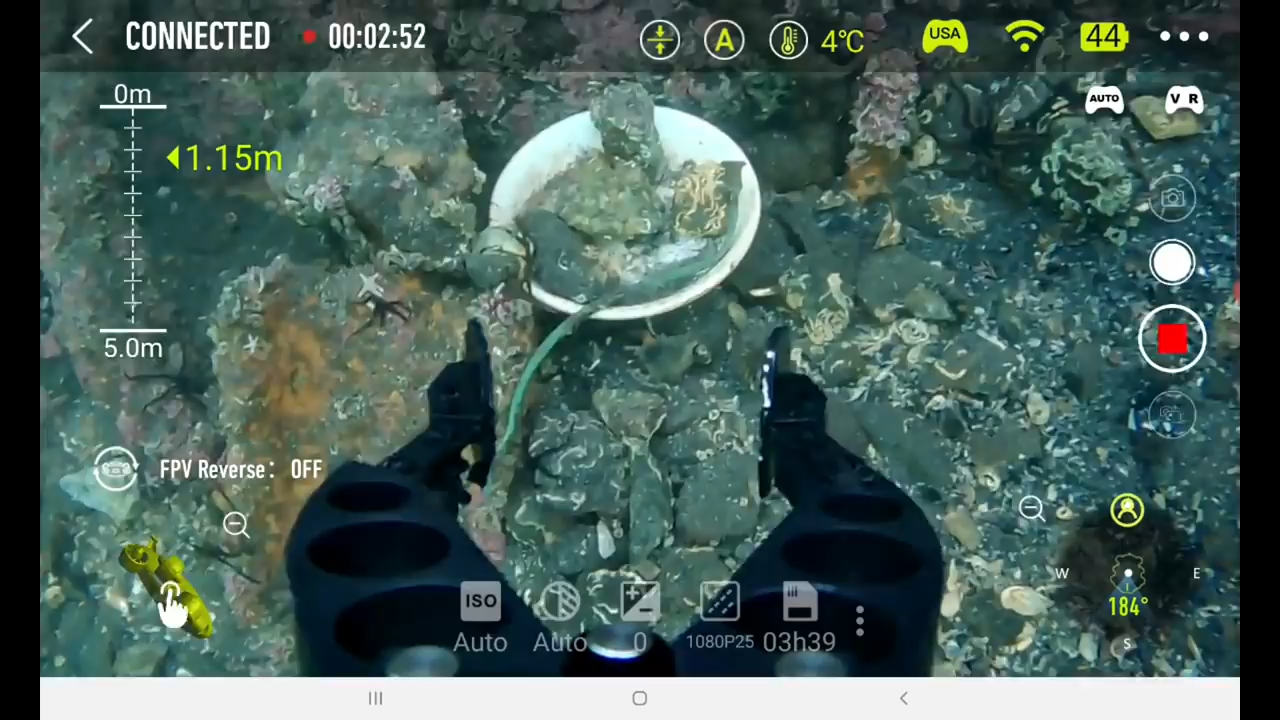 CONNECTED 00:02:52 A 4°C USA 44
AUTO V R
0m
1.15m
5.0m
FPV Reverse: OFF
W E
184°
S
ISO
Auto Auto 0 1080P25 03h39